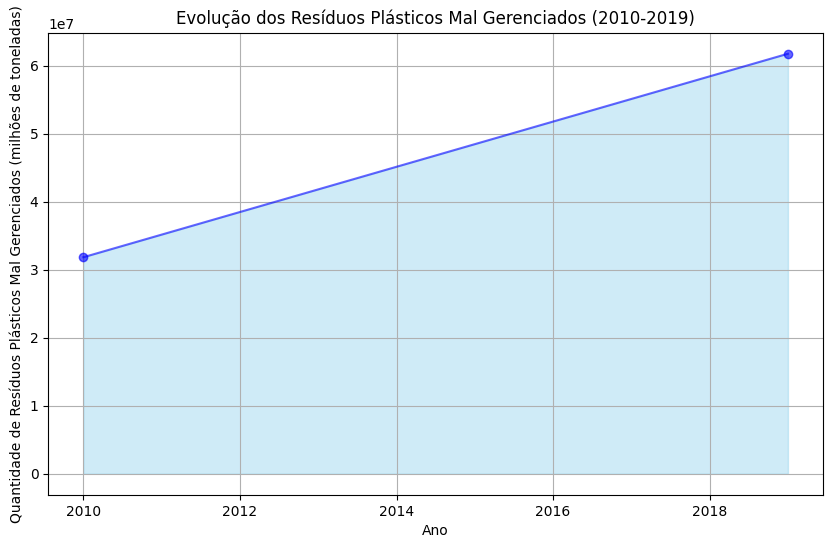 Evolução dos Resíduos Plásticos Mal Gerenciados (2010-2019)
1e7
Quantidade de Resíduos Plásticos Mal Gerenciados (milhões de toneladas)
6
5
4
3
2
1
0
2010 2012 2014 2016 2018
Ano